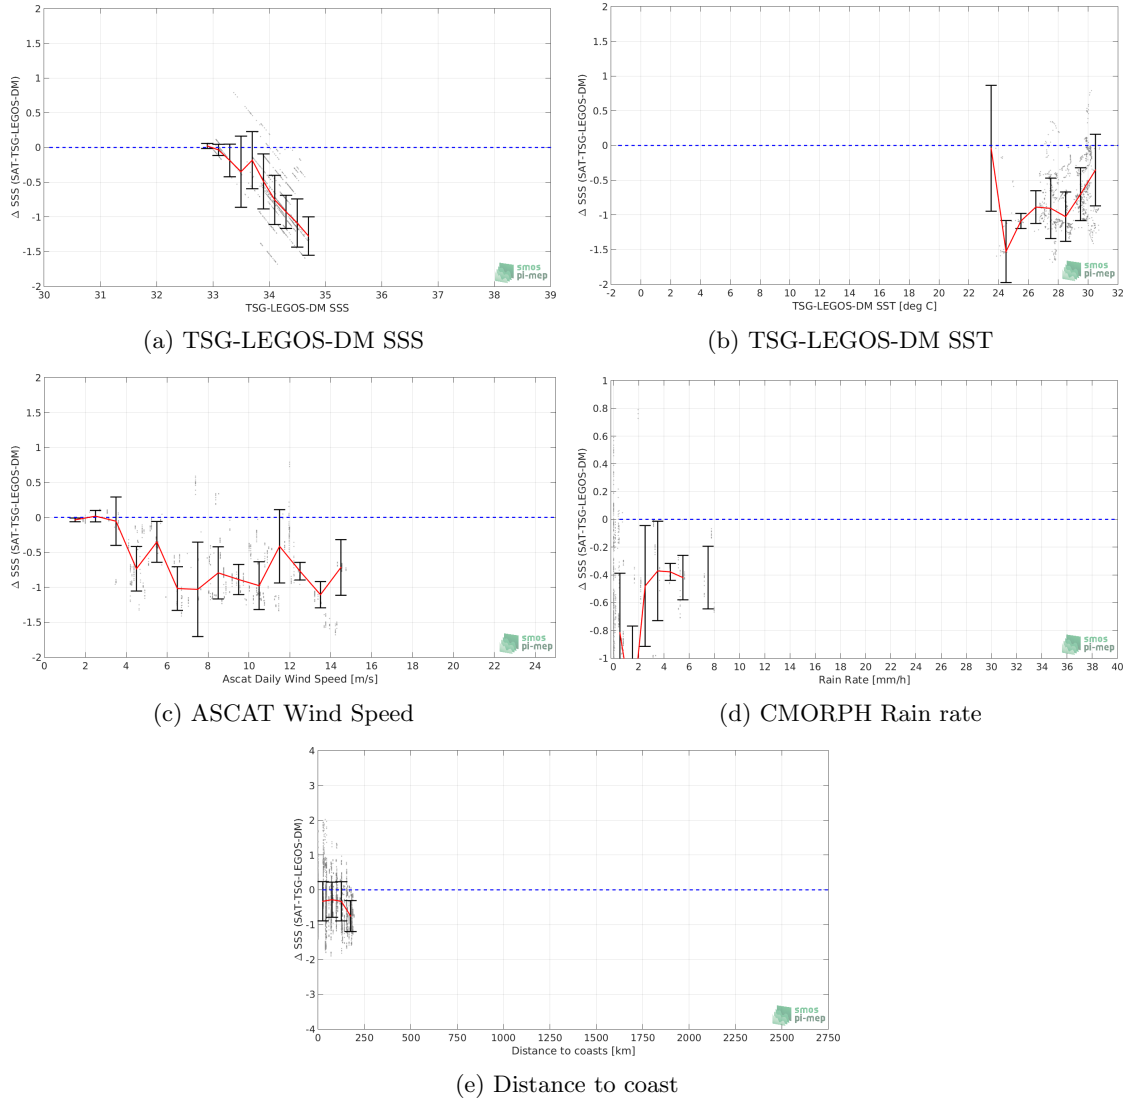 2
1.5
1
0.5
0
-0.5
-1
-1.5
-2
Δ SSS (SAT-TSG-LEGOS-DM)
30 31 32 33 34 35 36 37 38 39
TSG-LEGOS-DM SSS
smos
pi-mep
(a) TSG-LEGOS-DM SSS
2
1.5
1
0.5
0
-0.5
-1
-1.5
-2
Δ SSS (SAT-TSG-LEGOS-DM)
-2 0 2 4 6 8 10 12 14 16 18 20 22 24 26 28 30 32
TSG-LEGOS-DM SST [deg C]
smos
pi-mep
(b) TSG-LEGOS-DM SST
2
1.5
1
0.5
0
-0.5
-1
-1.5
-2
Δ SSS (SAT-TSG-LEGOS-DM)
0 2 4 6 8 10 12 14 16 18 20 22 24
Ascat Daily Wind Speed [m/s]
smos
pi-mep
(c) ASCAT Wind Speed
1
0.8
0.6
0.4
0.2
0
-0.2
-0.4
-0.6
-0.8
-1
Δ SSS (SAT-TSG-LEGOS-DM)
0 2 4 6 8 10 12 14 16 18 20 22 24 26 28 30 32 34 36 38 40
Rain Rate [mm/h]
smos
pi-mep
(d) CMORPH Rain rate
4
3
2
1
0
-1
-2
-3
-4
Δ SSS (SAT-TSG-LEGOS-DM)
0 250 500 750 1000 1250 1500 1750 2000 2250 2500 2750
Distance to coasts [km]
smos
pi-mep
(e) Distance to coast